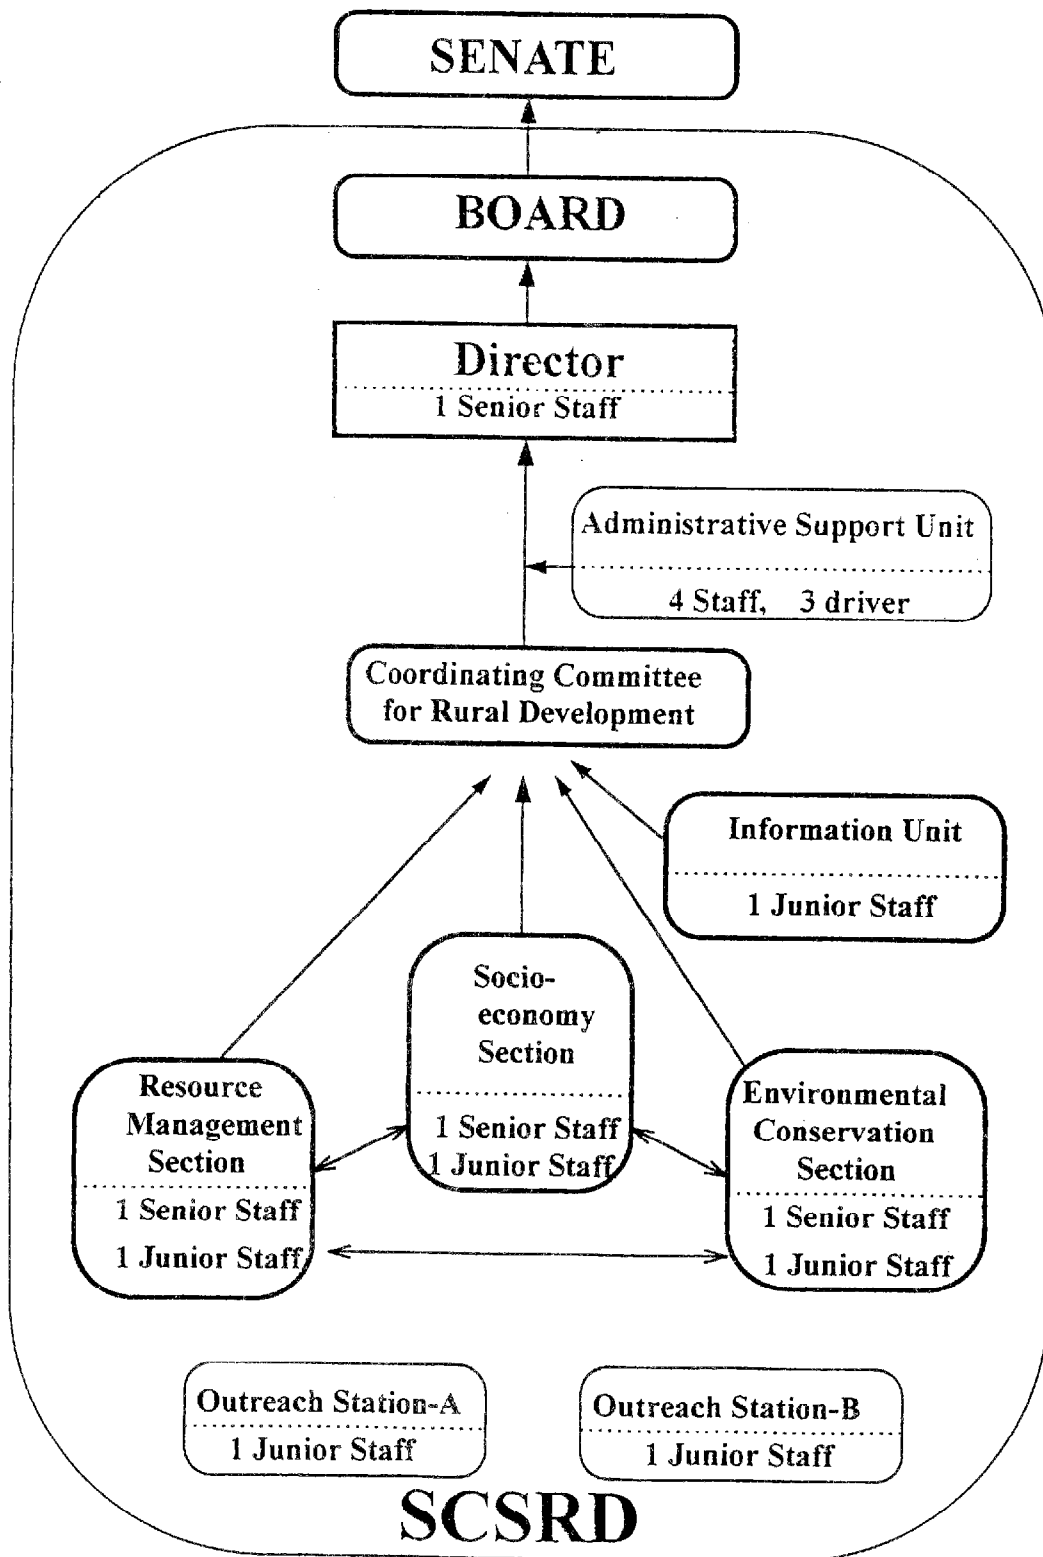 SENATE
BOARD
Director
1 Senior Staff
Administrative Support Unit
4 Staff, 3 driver
Coordinating Committee
for Rural Development
Information Unit
1 Junior Staff
Socio-
economy
Section
1 Senior Staff
1 Junior Staff
Resource
Management
Section
1 Senior Staff
1 Junior Staff
Environmental
Conservation
Section
1 Senior Staff
1 Junior Staff
Outreach Station-A
1 Junior Staff
Outreach Station-B
1 Junior Staff
SCSRD